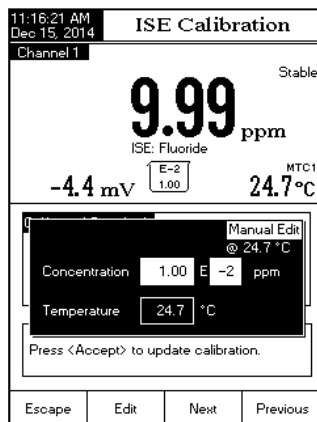 11:16:21 AM
Dec 15, 2014
ISE Calibration
Channel 1
Stable
9.99 ppm
ISE: Fluoride
-4.4 mV
E-2
1.00
MTC1
24.7°C
Manual Edit
@ 24.7 °C
Concentration 1.00 E -2 ppm
Temperature 24.7 °C
Press <Accept> to update calibration.
Escape Edit Next Previous